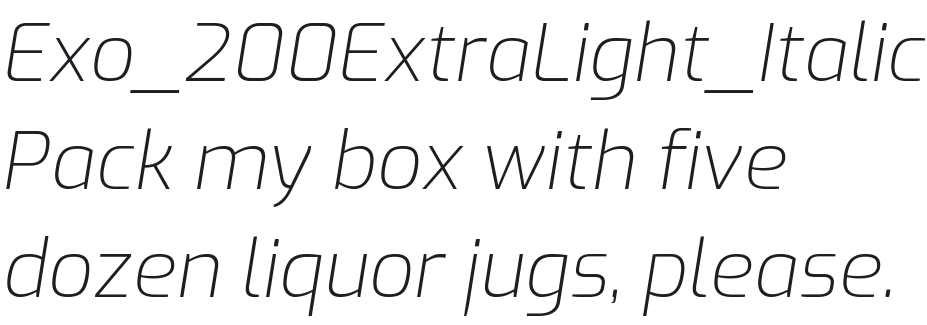 Exo_200ExtraLight_Italic
Pack my box with five
dozen liquor jugs, please.